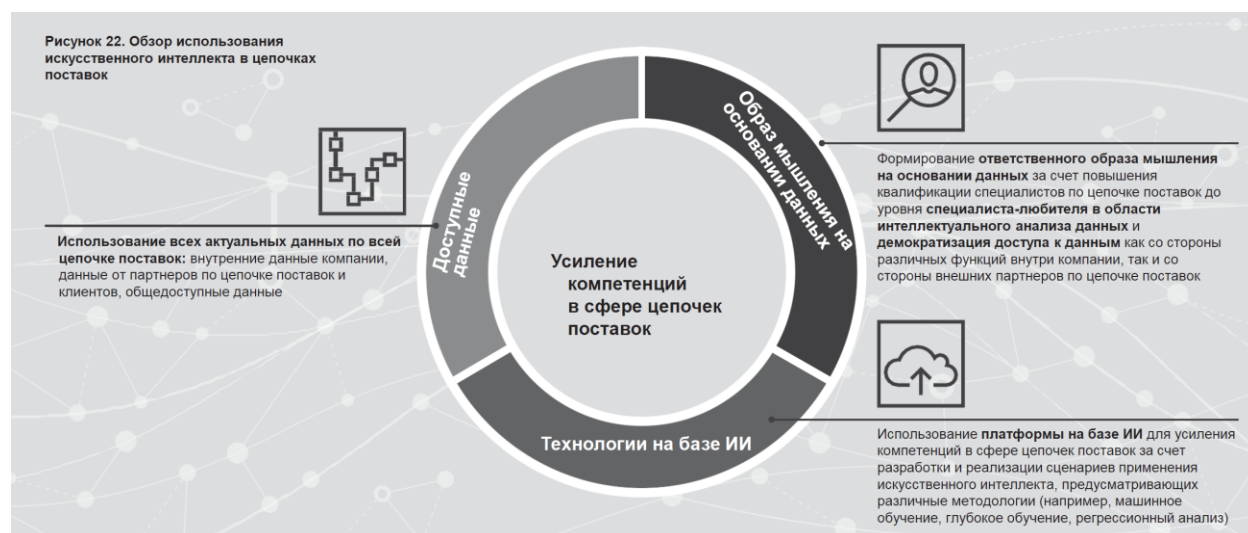 Рисунок 22. Обзор использования
искусственного интеллекта в цепочках
поставок
Доступные
данные
Использование всех актуальных данных по всей
цепочке поставок: внутренние данные компании,
данные от партнеров по цепочке поставок и
клиентов, общедоступные данные
Усиление
компетенций
в сфере цепочек
поставок
Образ мышления на
основании данных
Формирование ответственного образа мышления
на основании данных за счет повышения
квалификации специалистов по цепочке поставок до
уровня специалиста-любителя в области
интеллектуального анализа данных и
демократизация доступа к данным как со стороны
различных функций внутри компании, так и со
стороны внешних партнеров по цепочке поставок
Технологии на базе ИИ
Использование платформы на базе ИИ для усиления
компетенций в сфере цепочек поставок за счет
разработки и реализации сценариев применения
искусственного интеллекта, предусматривающих
различные методологии (например, машинное
обучение, глубокое обучение, регрессионный анализ)